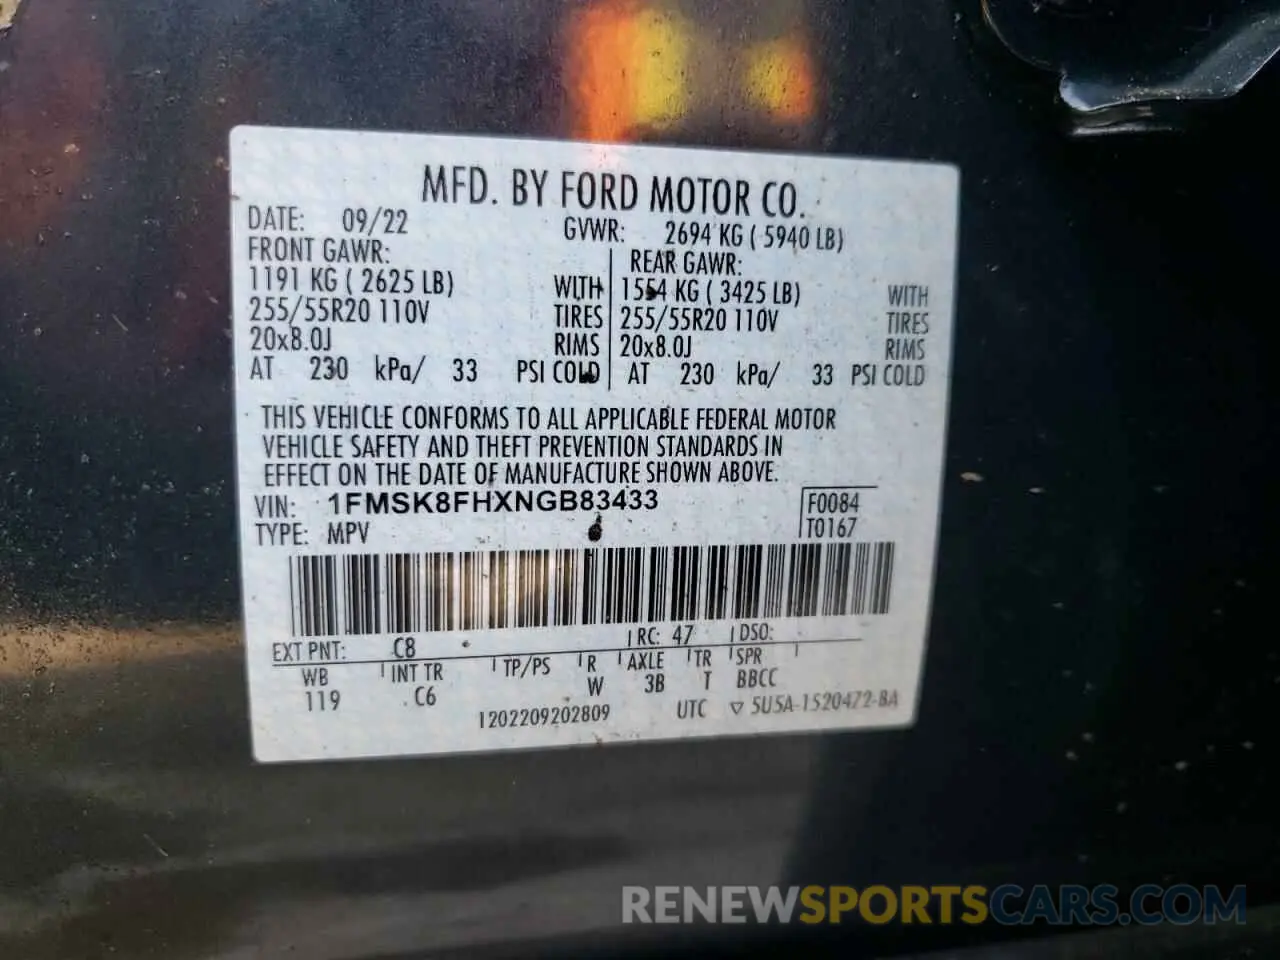 MFD. BY FORD MOTOR CO.
DATE: 09/22 GVWR: 2694 KG ( 5940 LB)
FRONT GAWR: REAR GAWR:
1191 KG ( 2625 LB) WITH 1554 KG ( 3425 LB) WITH
255/55R20 110V TIRES 255/55R20 110V TIRES
20x8.0J RIMS 20x8.0J RIMS
AT 230 kPa/ 33 PSI COLD AT 230 kPa/ 33 PSI COLD
THIS VEHICLE CONFORMS TO ALL APPLICABLE FEDERAL MOTOR
VEHICLE SAFETY AND THEFT PREVENTION STANDARDS IN
EFFECT ON THE DATE OF MANUFACTURE SHOWN ABOVE.
VIN: 1FMSK8FHXNGB83433 F0084
TYPE: MPV T0167
EXT PNT: C8 RC: 47 DSO:
WB INT TR TP/PS R AXLE TR SPR
119 C6 W 3B T BBCC
1202209202809 UTC ▽ 5U5A-1520472-BA
RENEWSPORTSCARS.COM